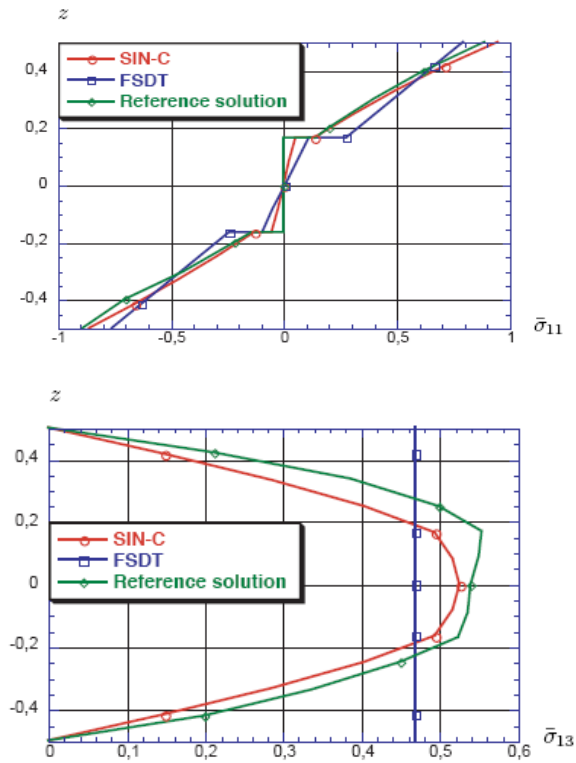 z
0,4
0,2
0
-0,2
-0,4
SIN-C
FSDT
Reference solution
-1
-0,5
0
0,5
1
σ̄₁₁
z
0,4
0,2
0
-0,2
-0,4
SIN-C
FSDT
Reference solution
0
0,1
0,2
0,3
0,4
0,5
0,6
σ̄₁₃